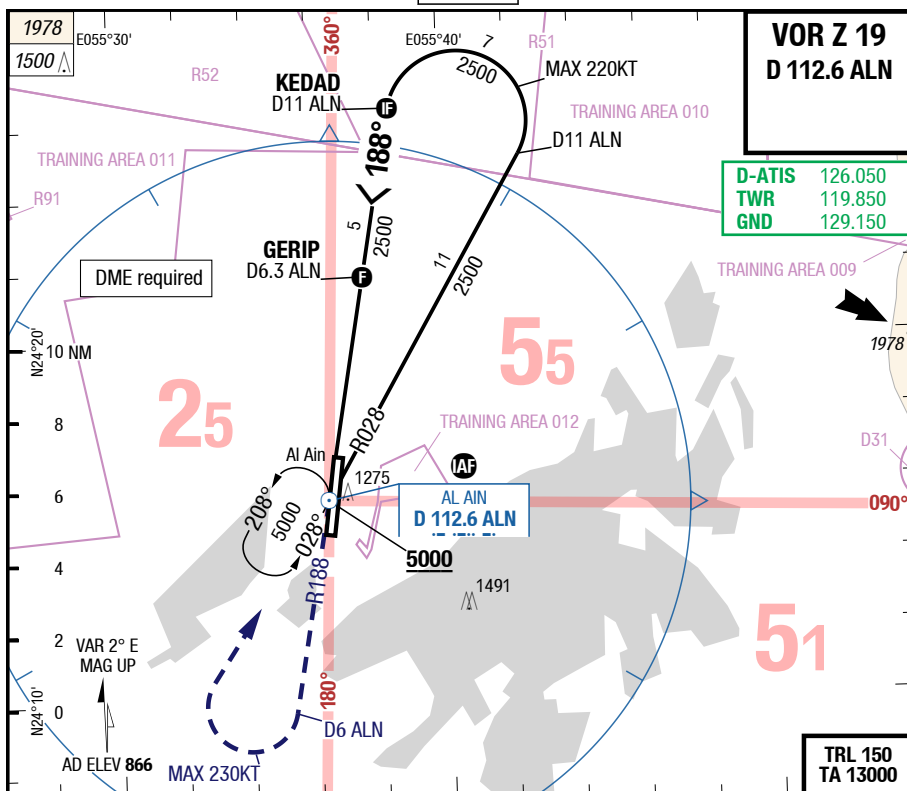 1978
1500
E055°30'
360°
E055°40'
7
2500
R51
R52
KEDAD
D11 ALN
IF
MAX 220KT
VOR Z 19
D 112.6 ALN
TRAINING AREA 010
D11 ALN
188°
TRAINING AREA 011
R91
D-ATIS 126.050
TWR 119.850
GND 129.150
5
2500
GERIP
D6.3 ALN
F
11
2500
DME required
TRAINING AREA 009
N24°20'
10 NM
1978
25
55
8
R028
TRAINING AREA 012
Al Ain
IAF
D31
1275
6
208°
5000
028°
AL AIN
D 112.6 ALN
090°
5000
4
R188
1491
2
VAR 2° E
MAG UP
51
180°
N24°10'
0
D6 ALN
AD ELEV 866
MAX 230KT
TRL 150
TA 13000